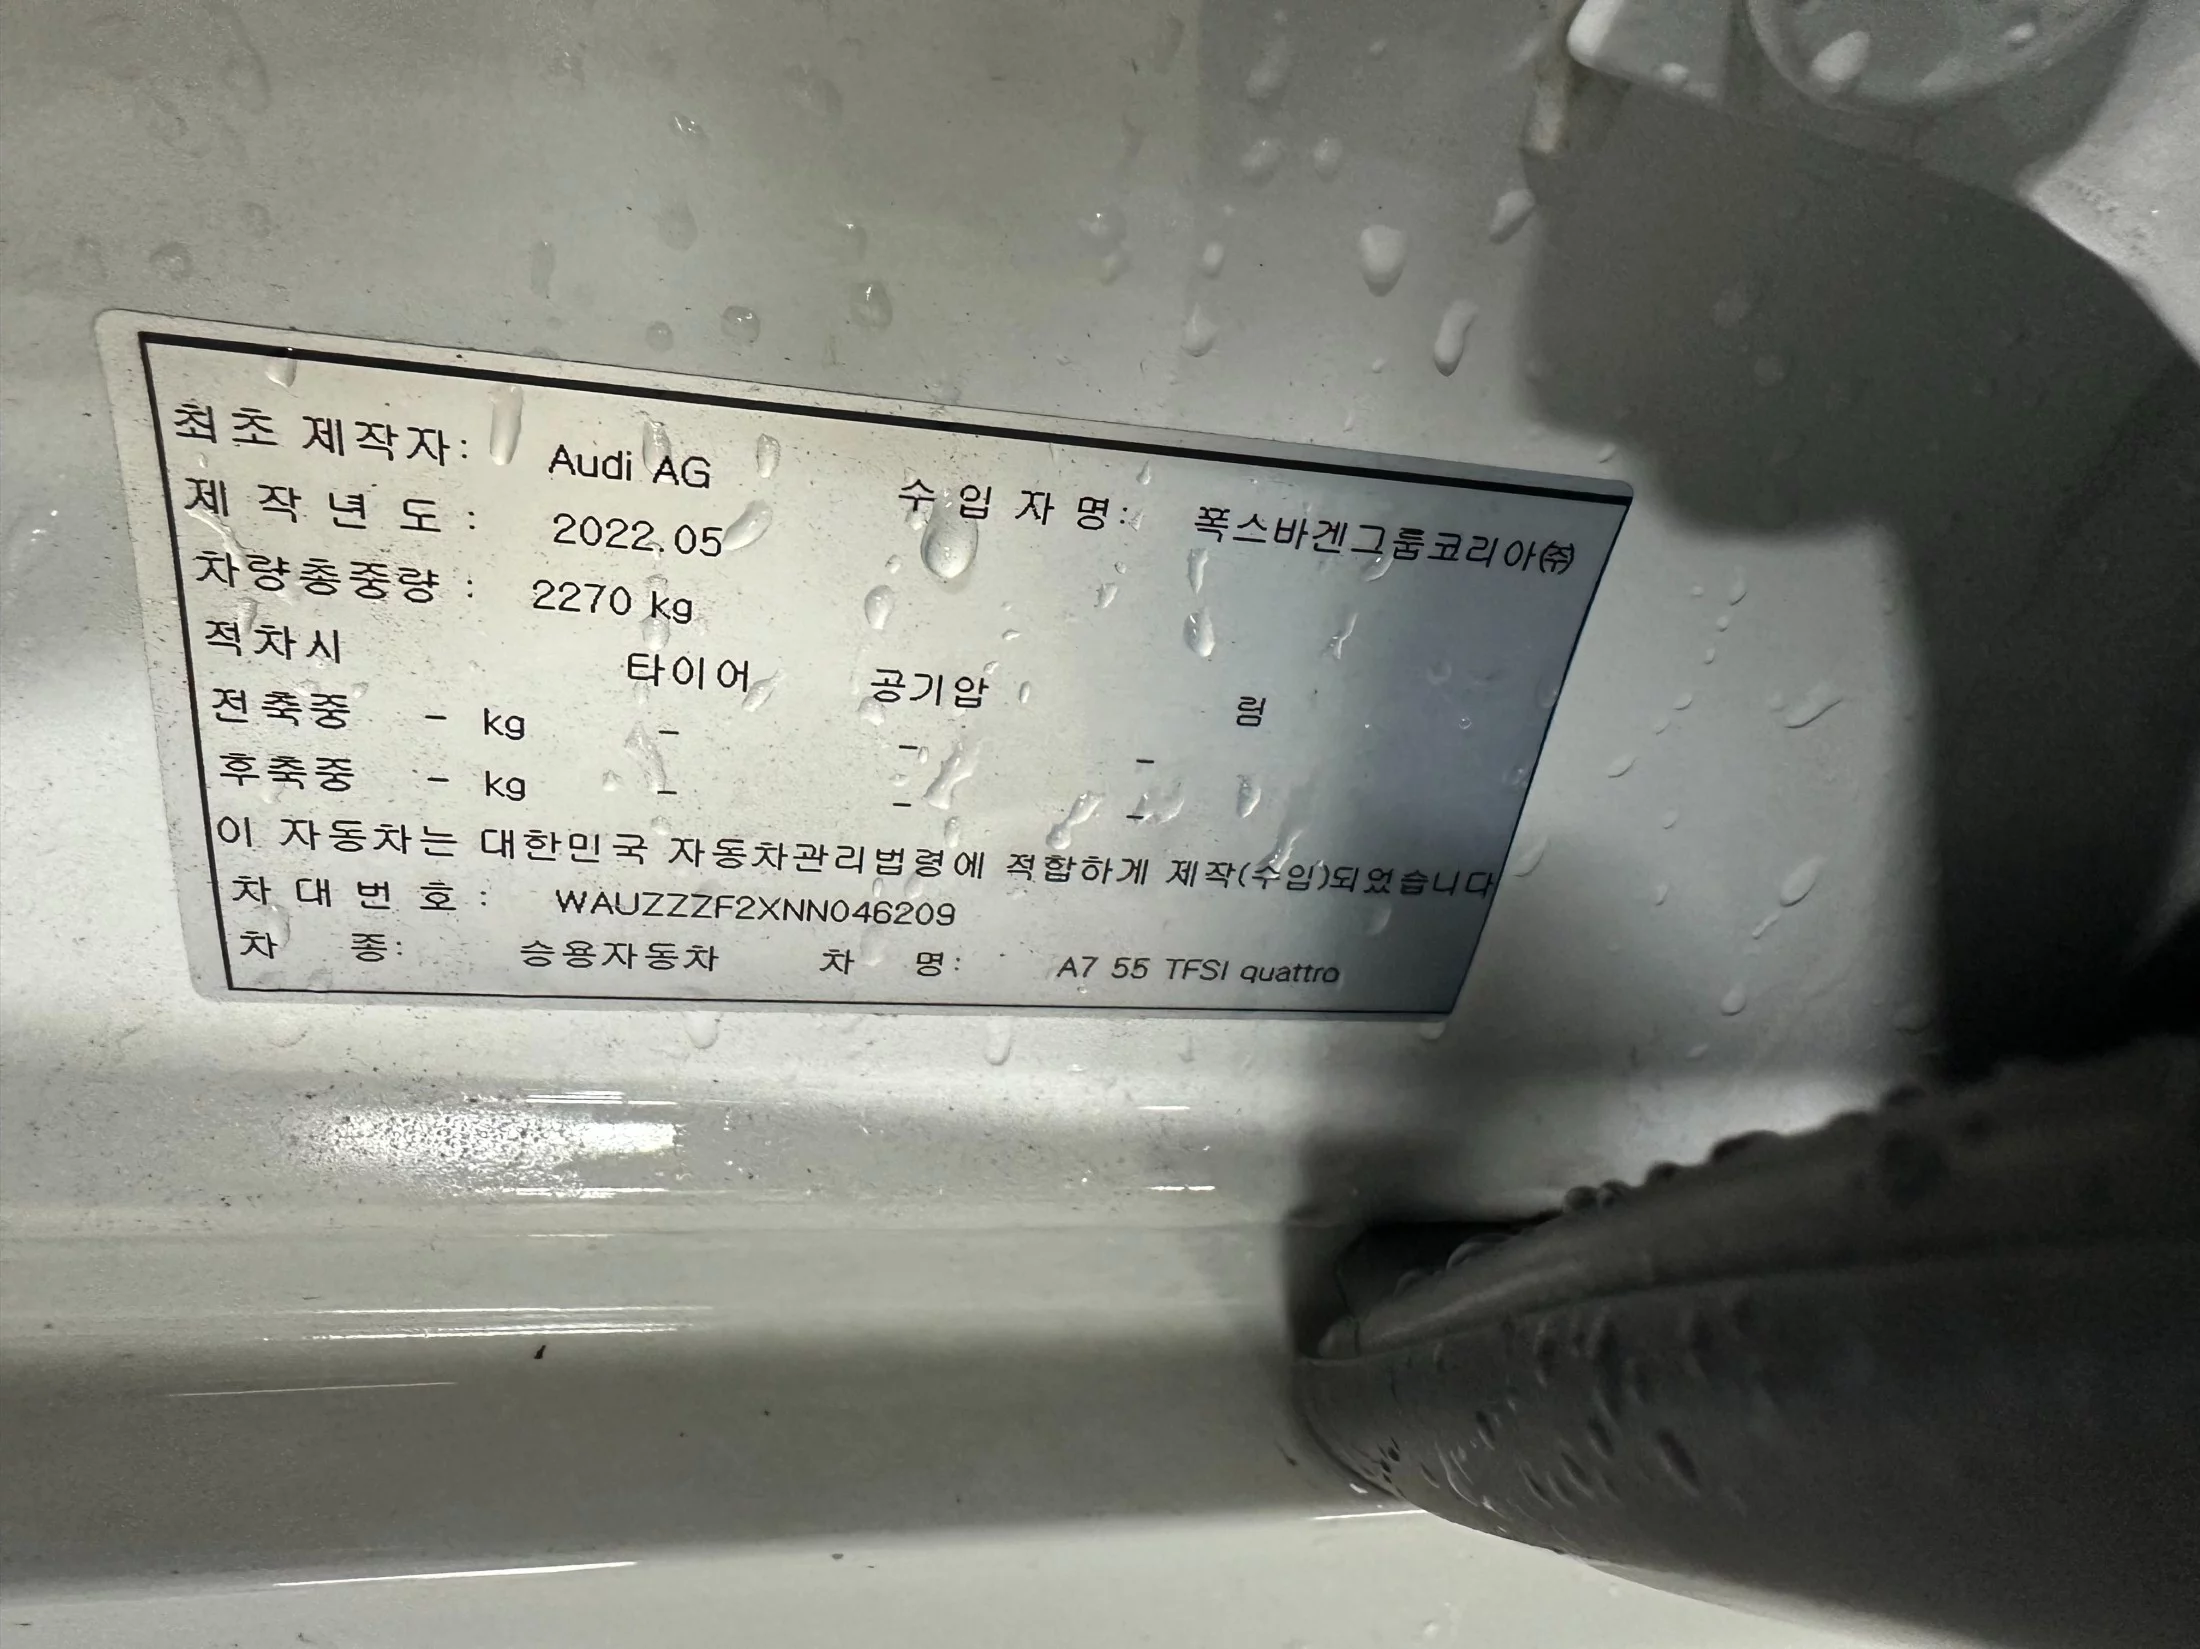 최초 제작자: Audi AG 수입자명: 폭스바겐그룹코리아㈜
제작년도: 2022.05
차량총중량: 2270 kg
적차시 타이어 공기압 림
전축중 - kg - - -
후축중 - kg - - -
이 자동차는 대한민국 자동차관리법령에 적합하게 제작(수입)되었습니다
차대번호: WAUZZZF2XNN046209
차 종: 승용자동차 차 명: A7 55 TFSI quattro